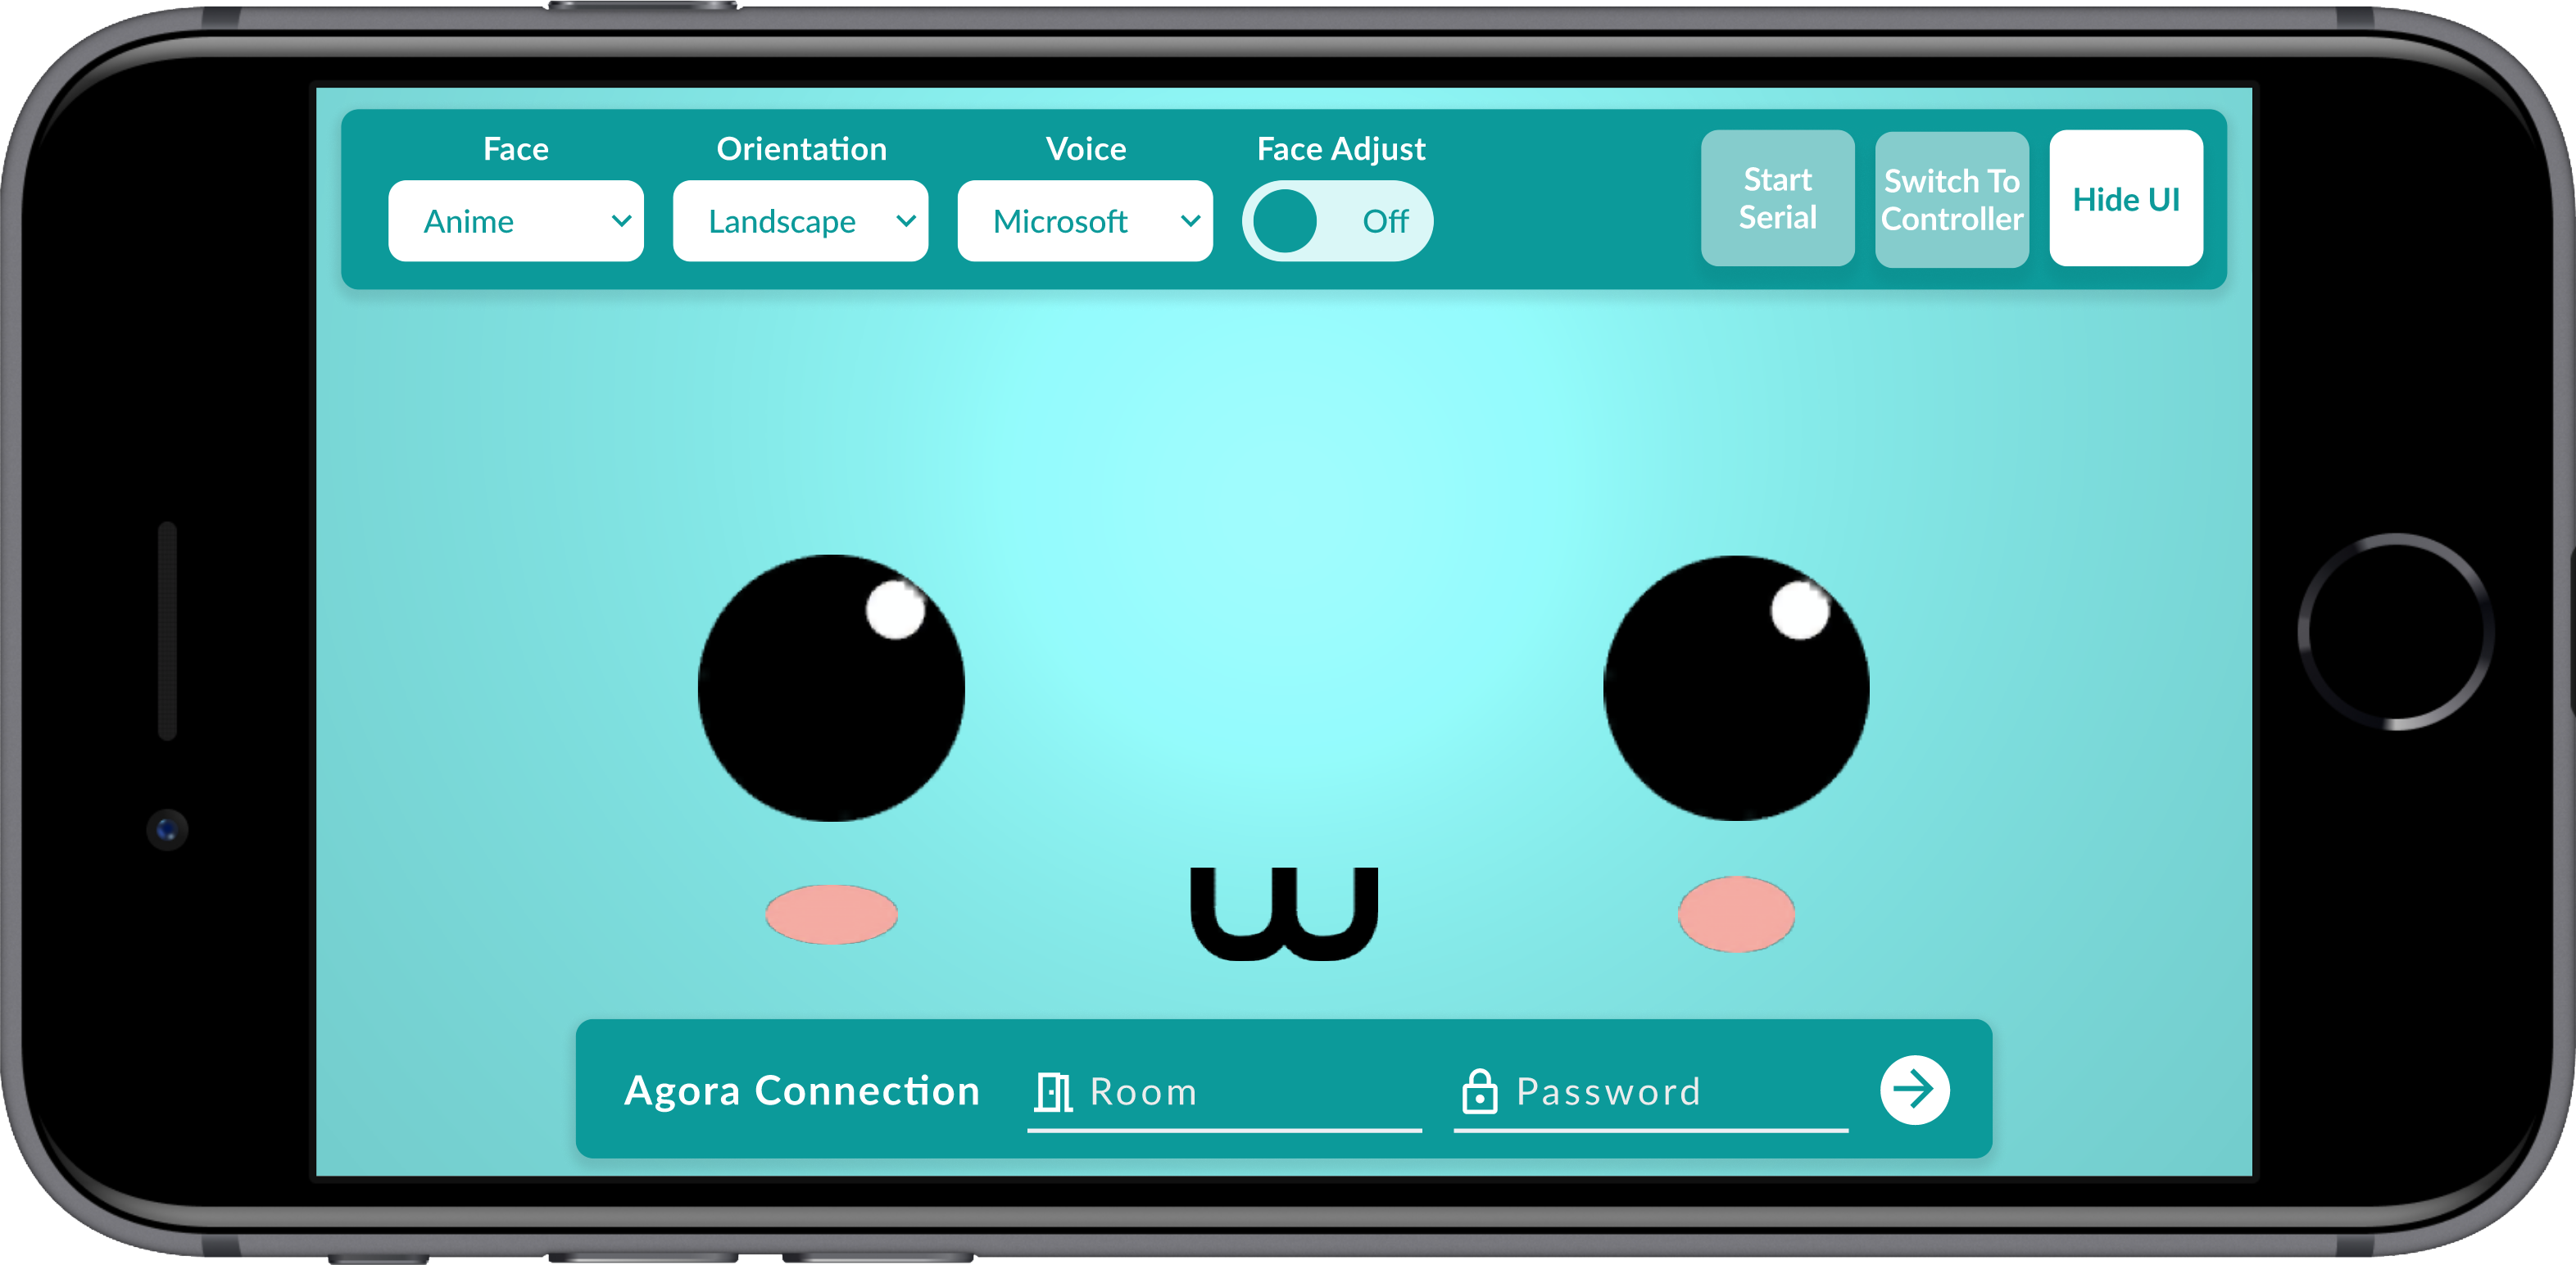 Face
Orientation
Voice
Face Adjust
Anime
Landscape
Microsoft
Off
Start
Serial
Switch To
Controller
Hide UI
Agora Connection
Room
Password